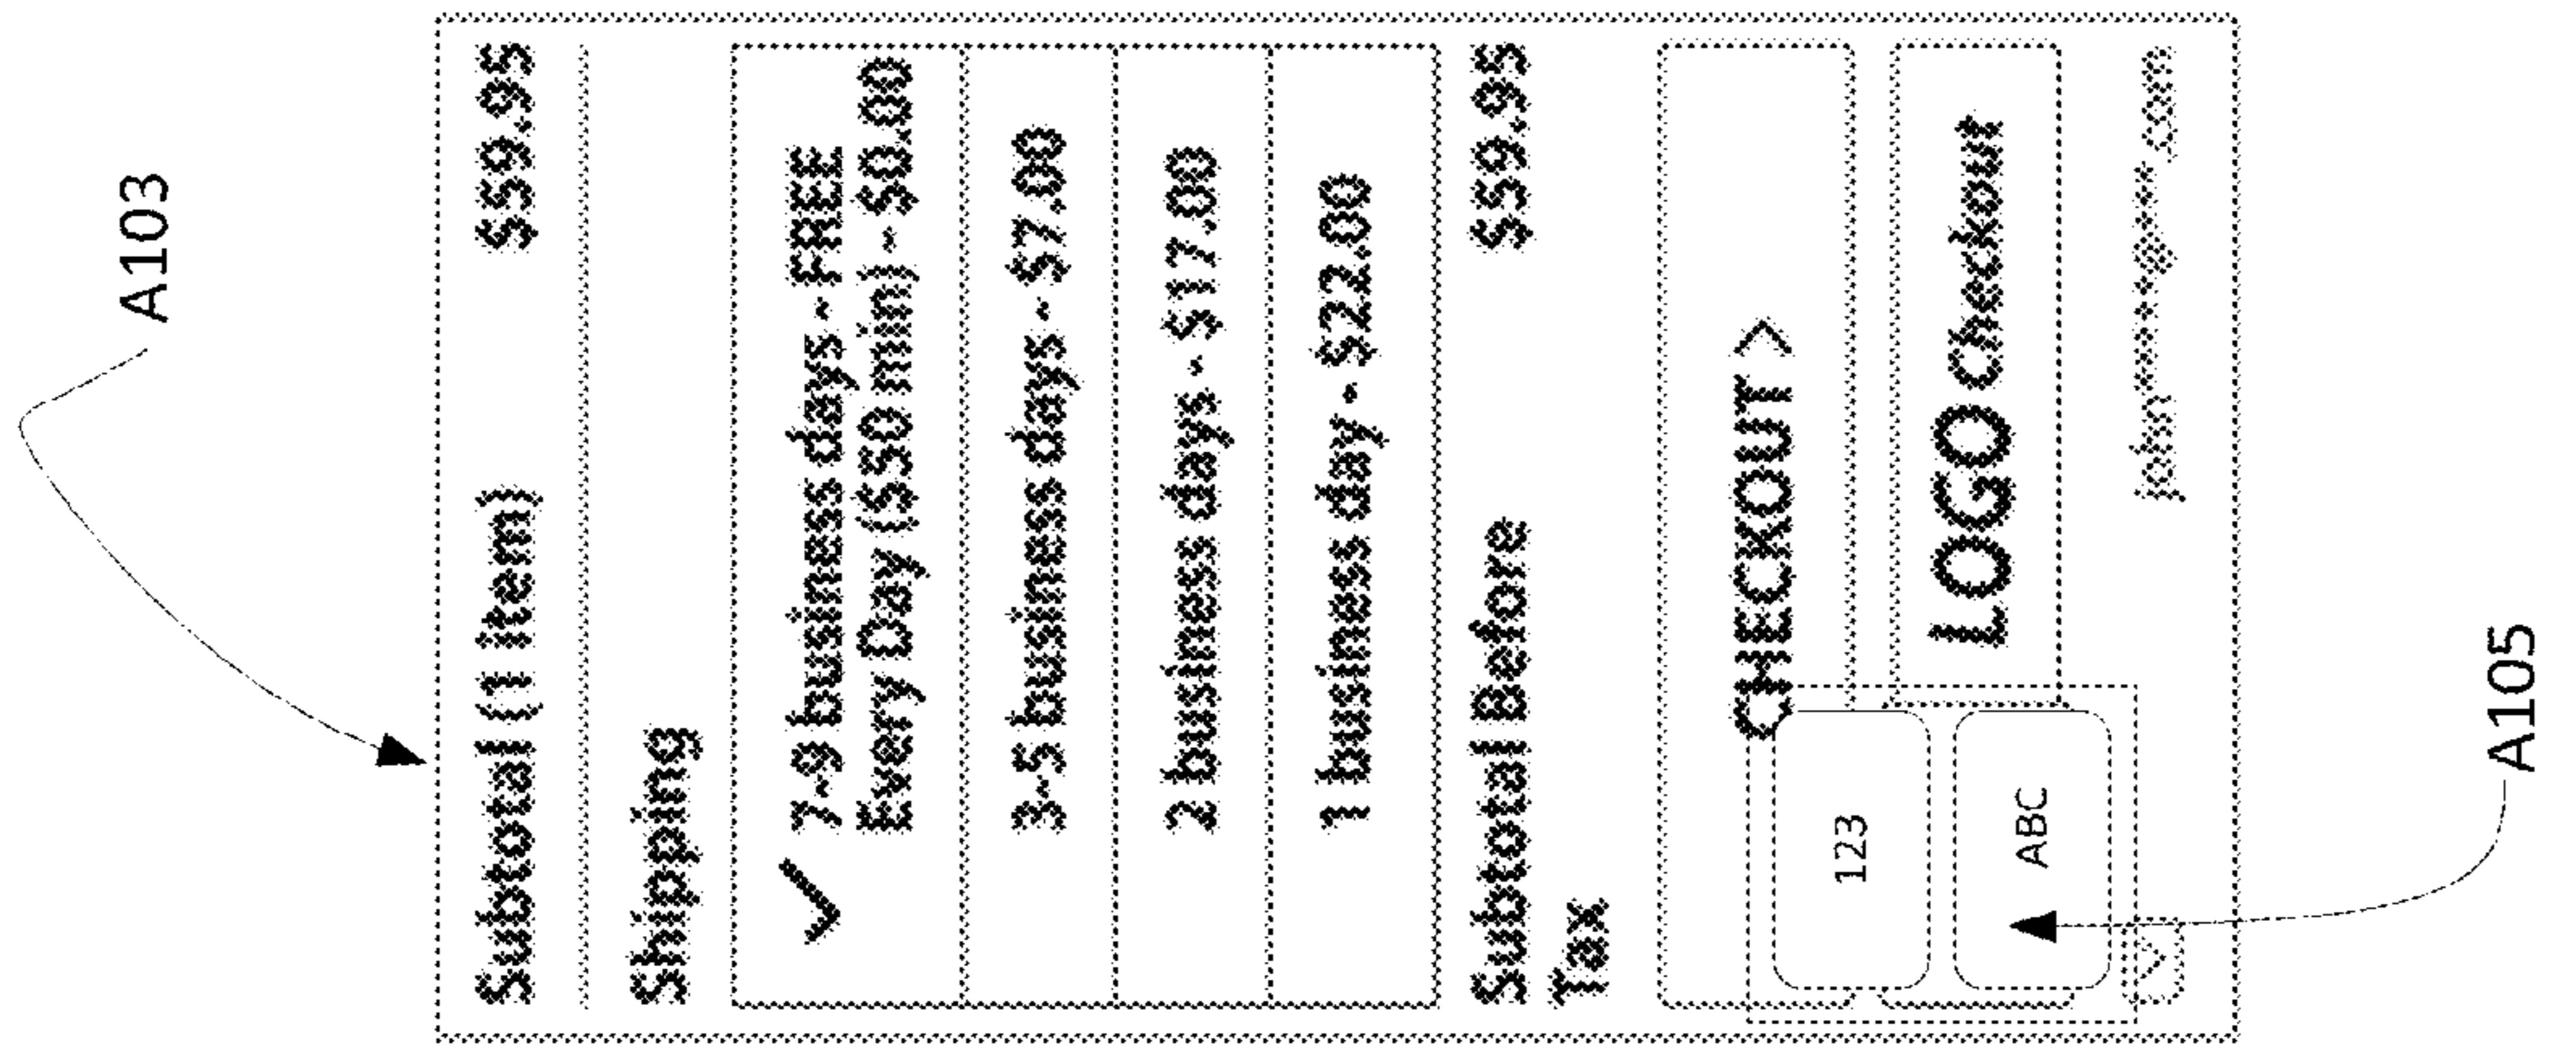 A103
Subtotal (1 item) $59.95
Shipping
✓ 7-9 business days - FREE
Every Day ($50 min) - $0.00
3-5 business days - $7.00
2 business days - $17.00
1 business day - $22.00
Subtotal Before $59.95
Tax
CHECKOUT >
LOGO Checkout
123
ABC
.com
A105